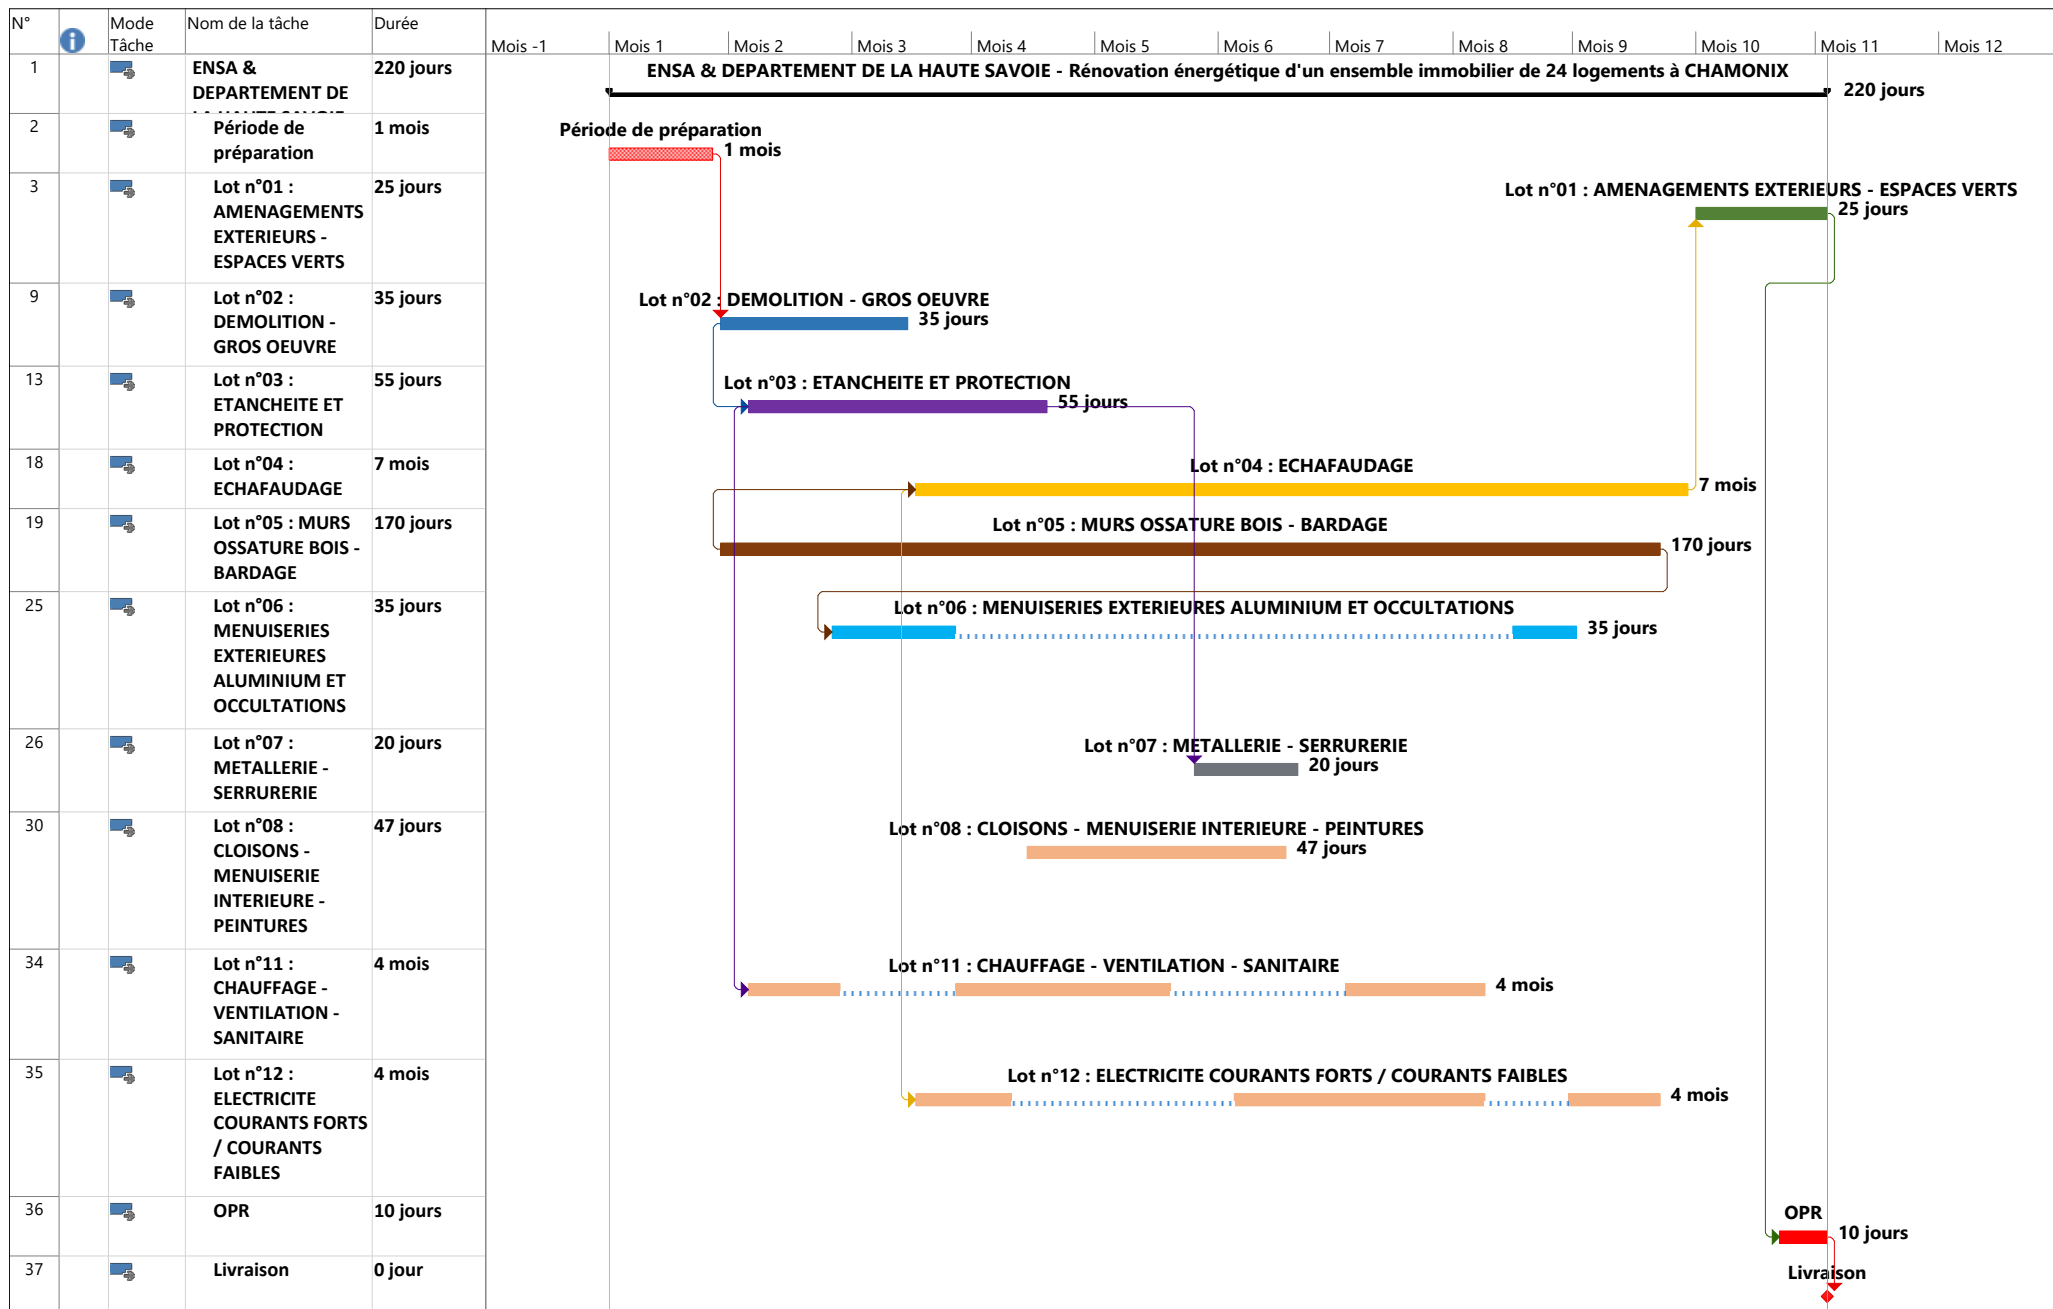 N°
Mode
Tâche
Nom de la tâche
Durée
Mois -1
Mois 1
Mois 2
Mois 3
Mois 4
Mois 5
Mois 6
Mois 7
Mois 8
Mois 9
Mois 10
Mois 11
Mois 12
1
ENSA &
DEPARTEMENT DE
LA HAUTE SAVOIE
220 jours
ENSA & DEPARTEMENT DE LA HAUTE SAVOIE - Rénovation énergétique d'un ensemble immobilier de 24 logements à CHAMONIX
220 jours
2
Période de
préparation
1 mois
Période de préparation
1 mois
3
Lot n°01 :
AMENAGEMENTS
EXTERIEURS -
ESPACES VERTS
25 jours
Lot n°01 : AMENAGEMENTS EXTERIEURS - ESPACES VERTS
25 jours
9
Lot n°02 :
DEMOLITION -
GROS OEUVRE
35 jours
Lot n°02 : DEMOLITION - GROS OEUVRE
35 jours
13
Lot n°03 :
ETANCHEITE ET
PROTECTION
55 jours
Lot n°03 : ETANCHEITE ET PROTECTION
55 jours
18
Lot n°04 :
ECHAFAUDAGE
7 mois
Lot n°04 : ECHAFAUDAGE
7 mois
19
Lot n°05 : MURS
OSSATURE BOIS -
BARDAGE
170 jours
Lot n°05 : MURS OSSATURE BOIS - BARDAGE
170 jours
25
Lot n°06 :
MENUISERIES
EXTERIEURES
ALUMINIUM ET
OCCULTATIONS
35 jours
Lot n°06 : MENUISERIES EXTERIEURES ALUMINIUM ET OCCULTATIONS
35 jours
26
Lot n°07 :
METALLERIE -
SERRURERIE
20 jours
Lot n°07 : METALLERIE - SERRURERIE
20 jours
30
Lot n°08 :
CLOISONS -
MENUISERIE
INTERIEURE -
PEINTURES
47 jours
Lot n°08 : CLOISONS - MENUISERIE INTERIEURE - PEINTURES
47 jours
34
Lot n°11 :
CHAUFFAGE -
VENTILATION -
SANITAIRE
4 mois
Lot n°11 : CHAUFFAGE - VENTILATION - SANITAIRE
4 mois
35
Lot n°12 :
ELECTRICITE
COURANTS FORTS
/ COURANTS
FAIBLES
4 mois
Lot n°12 : ELECTRICITE COURANTS FORTS / COURANTS FAIBLES
4 mois
36
OPR
10 jours
OPR
10 jours
37
Livraison
0 jour
Livraison